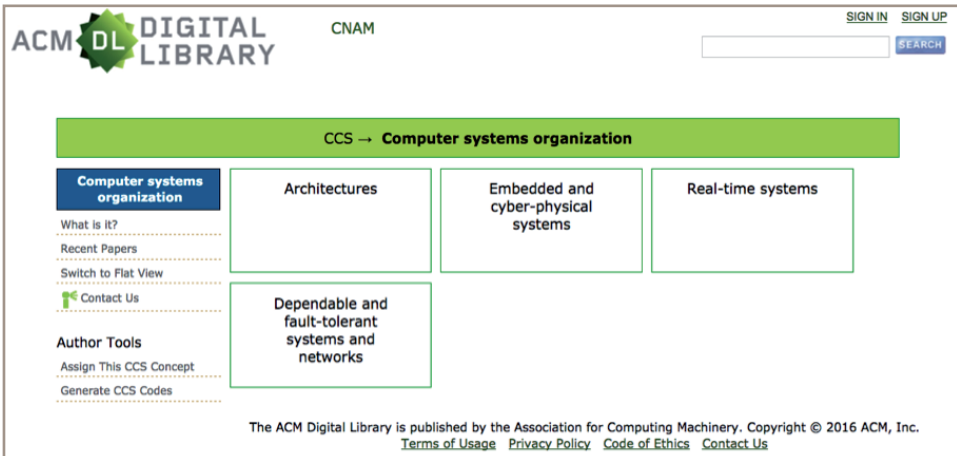 ACM DL DIGITAL LIBRARY
CNAM
SIGN IN SIGN UP
SEARCH
CCS → Computer systems organization
Computer systems
organization
What is it?
Recent Papers
Switch to Flat View
Contact Us
Author Tools
Assign This CCS Concept
Generate CCS Codes
Architectures
Embedded and
cyber-physical
systems
Real-time systems
Dependable and
fault-tolerant
systems and
networks
The ACM Digital Library is published by the Association for Computing Machinery. Copyright © 2016 ACM, Inc.
Terms of Usage Privacy Policy Code of Ethics Contact Us